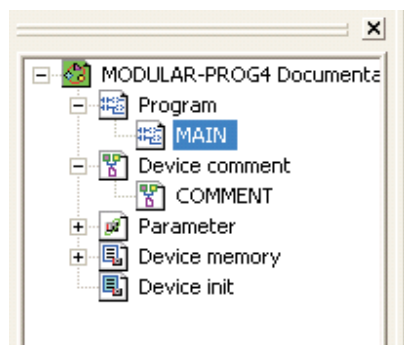 MODULAR-PROG4 Documenta
Program
MAIN
Device comment
COMMENT
Parameter
Device memory
Device init